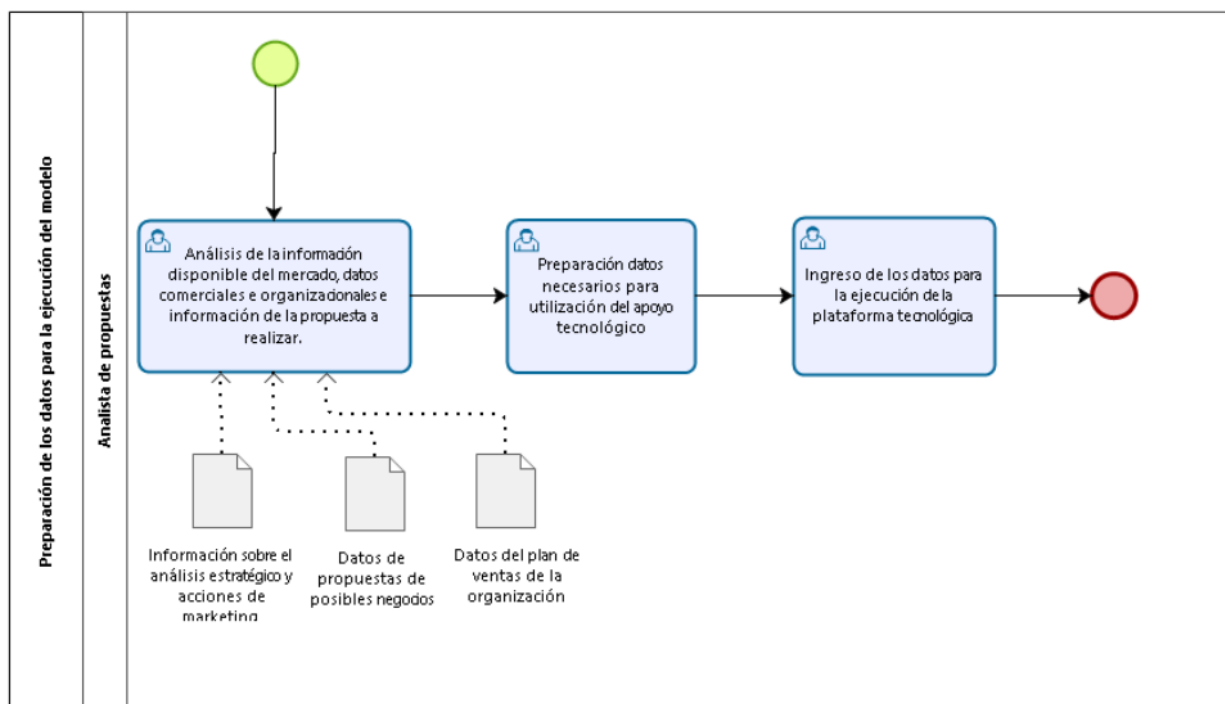 Preparación de los datos para la ejecución del modelo
Analista de propuestas
Análisis de la información
disponible del mercado, datos
comerciales e organizacionales e
información de la propuesta a
realizar.
Preparación datos
necesarios para
utilización del apoyo
tecnológico
Ingreso de los datos para
la ejecución de la
plataforma tecnológica
Información sobre el
análisis estratégico y
acciones de
marketing
Datos de
propuestas de
posibles negocios
Datos del plan de
ventas de la
organización